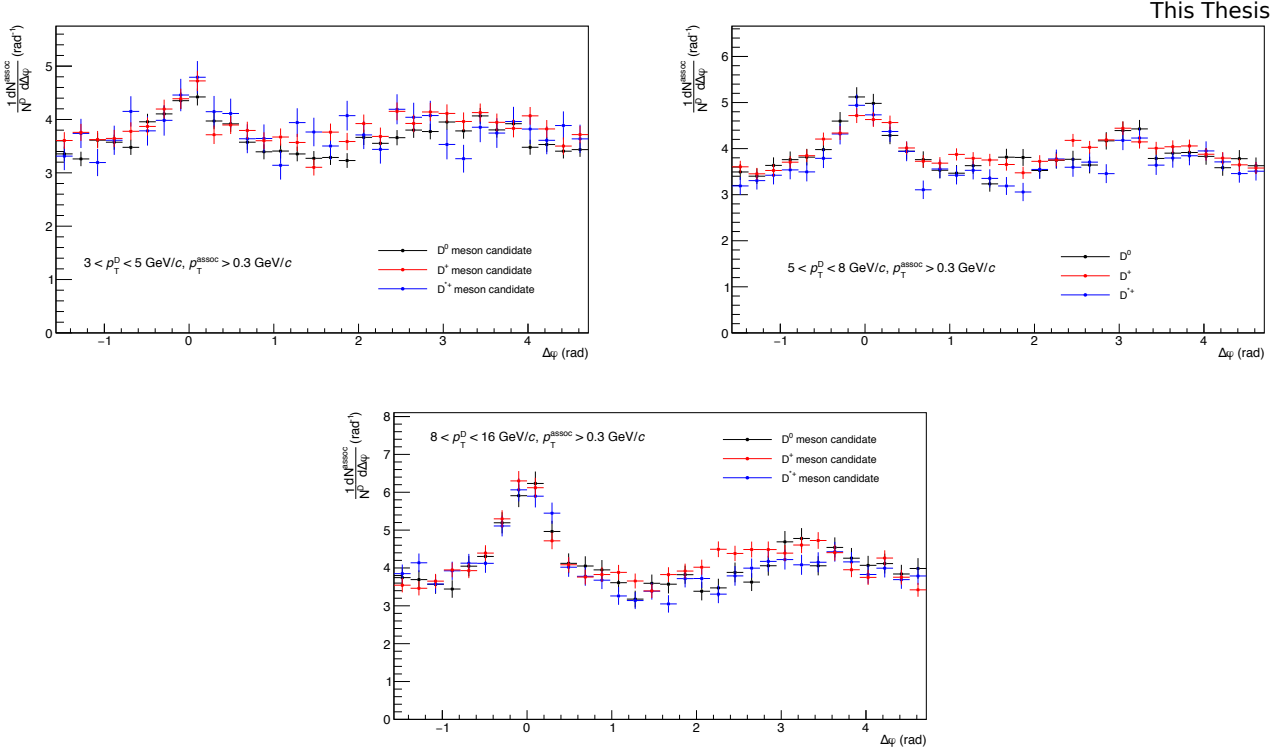 This Thesis
1 dN^assoc
N^D dΔφ (rad⁻¹)
5
4
3
2
1
0
3 < p_T^D < 5 GeV/c, p_T^assoc > 0.3 GeV/c
D⁰ meson candidate
D⁺ meson candidate
D*⁺ meson candidate
−1 0 1 2 3 4
Δφ (rad)
1 dN^assoc
N^D dΔφ (rad⁻¹)
6
5
4
3
2
1
0
5 < p_T^D < 8 GeV/c, p_T^assoc > 0.3 GeV/c
D⁰
D⁺
D*⁺
−1 0 1 2 3 4
Δφ (rad)
1 dN^assoc
N^D dΔφ (rad⁻¹)
8
7
6
5
4
3
2
1
0
8 < p_T^D < 16 GeV/c, p_T^assoc > 0.3 GeV/c
D⁰ meson candidate
D⁺ meson candidate
D*⁺ meson candidate
−1 0 1 2 3 4
Δφ (rad)